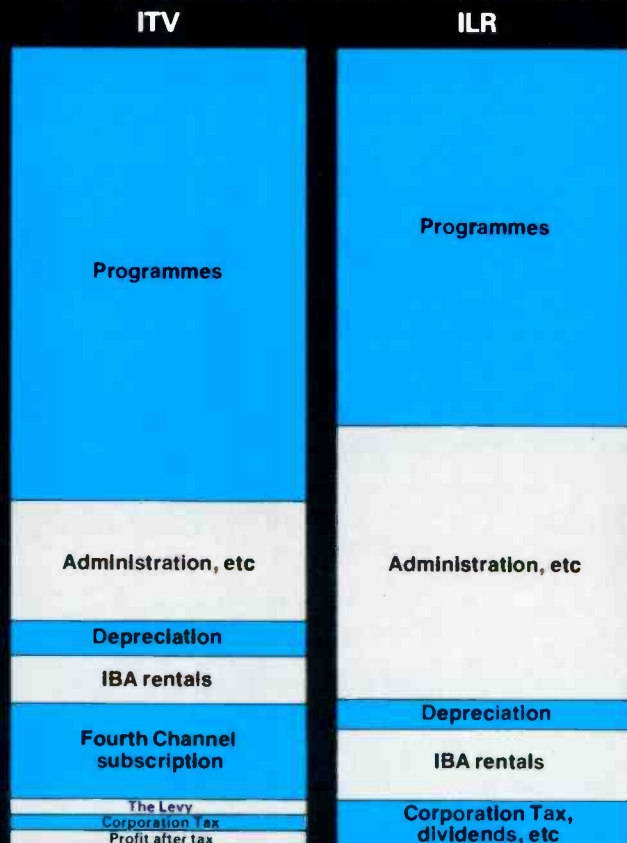 ITV
Programmes
Administration, etc
Depreciation
IBA rentals
Fourth Channel
subscription
The Levy
Corporation Tax
Profit after tax
ILR
Programmes
Administration, etc
Depreciation
IBA rentals
Corporation Tax,
dividends, etc